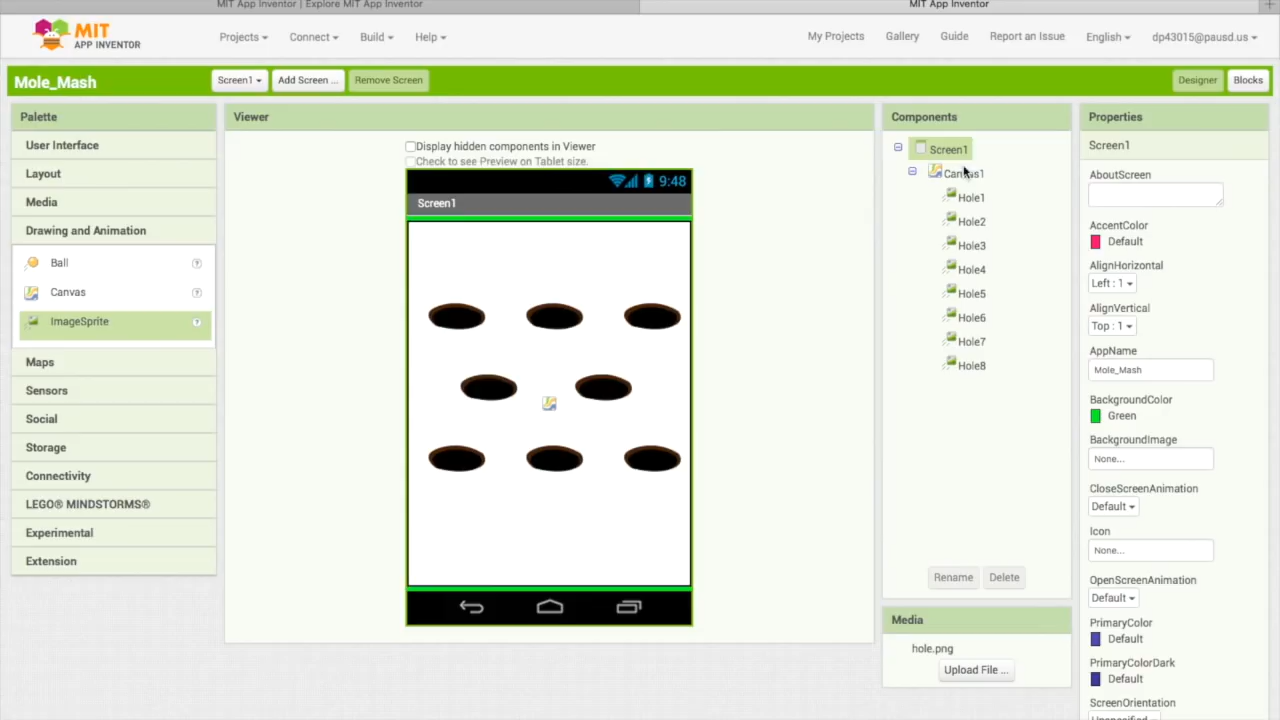 MIT App Inventor | Explore MIT App Inventor
MIT App Inventor
MIT
APP INVENTOR
Projects
Connect
Build
Help
My Projects
Gallery
Guide
Report an Issue
English
dp43015@pausd.us
Mole_Mash
Screen1
Add Screen ...
Remove Screen
Designer
Blocks
Palette
User Interface
Layout
Media
Drawing and Animation
Ball
?
Canvas
?
ImageSprite
?
Maps
Sensors
Social
Storage
Connectivity
LEGO® MINDSTORMS®
Experimental
Extension
Viewer
Display hidden components in Viewer
Check to see Preview on Tablet size.
9:48
Screen1
Components
Screen1
Canvas1
Hole1
Hole2
Hole3
Hole4
Hole5
Hole6
Hole7
Hole8
Rename
Delete
Media
hole.png
Upload File ...
Properties
Screen1
AboutScreen
AccentColor
Default
AlignHorizontal
Left : 1
AlignVertical
Top : 1
AppName
Mole_Mash
BackgroundColor
Green
BackgroundImage
None...
CloseScreenAnimation
Default
Icon
None...
OpenScreenAnimation
Default
PrimaryColor
Default
PrimaryColorDark
Default
ScreenOrientation